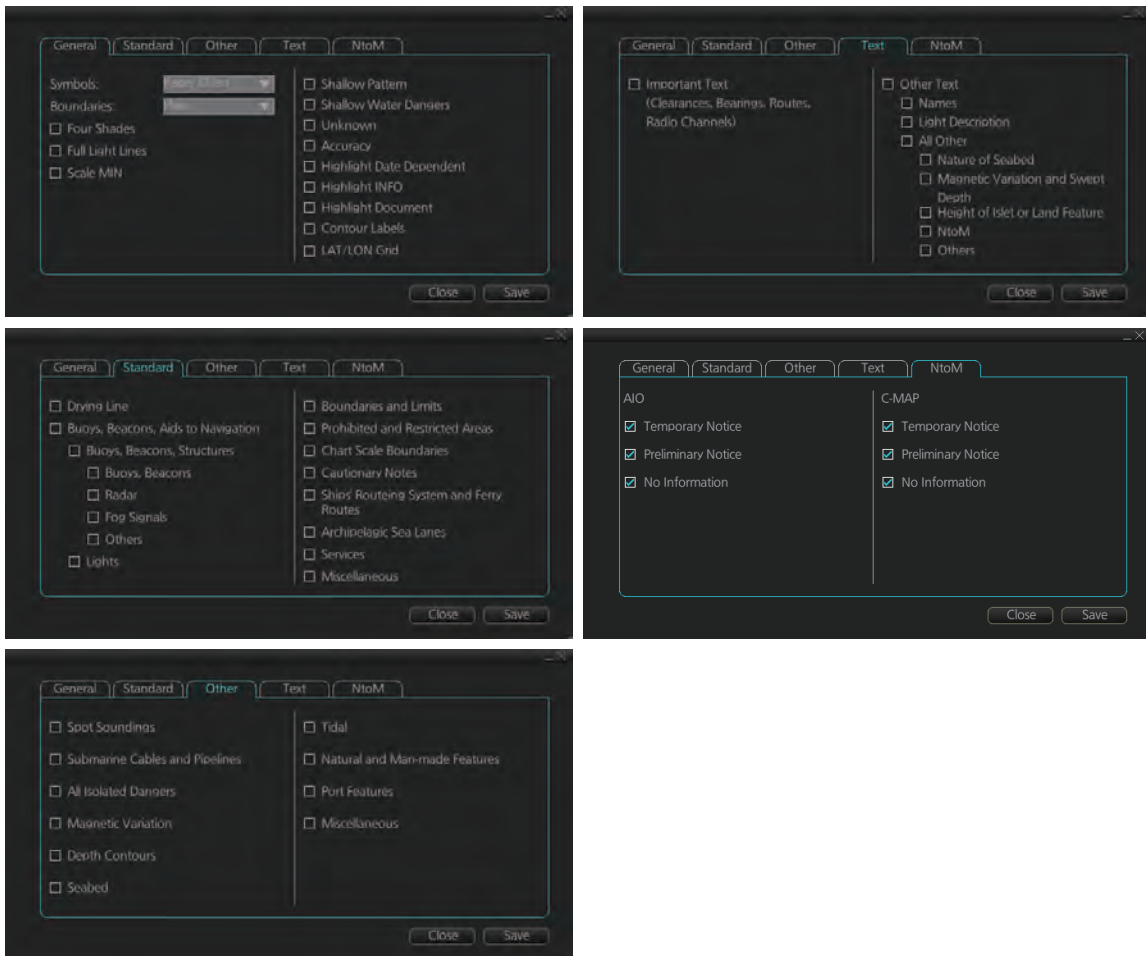 General Standard Other Text NtoM
Symbols:
Boundaries:
Four Shades
Full Light Lines
Scale MIN
Shallow Pattern
Shallow Water Dangers
Unknown
Accuracy
Highlight Date Dependent
Highlight INFO
Highlight Document
Contour Labels
LAT/LON Grid
Close Save
General Standard Other Text NtoM
Important Text
(Clearances, Bearings, Routes,
Radio Channels)
Other Text
Names
Light Description
All Other
Nature of Seabed
Magnetic Variation and Swept
Depth
Height of Islet or Land Feature
NtoM
Others
Close Save
General Standard Other Text NtoM
Drying Line
Buoys, Beacons, Aids to Navigation
Buoys, Beacons, Structures
Buoys, Beacons
Radar
Fog Signals
Others
Lights
Boundaries and Limits
Prohibited and Restricted Areas
Chart Scale Boundaries
Cautionary Notes
Ships' Routeing System and Ferry
Routes
Archipelagic Sea Lanes
Services
Miscellaneous
Close Save
General Standard Other Text NtoM
AIO
Temporary Notice
Preliminary Notice
No Information
C-MAP
Temporary Notice
Preliminary Notice
No Information
Close Save
General Standard Other Text NtoM
Spot Soundings
Submarine Cables and Pipelines
All Isolated Dangers
Magnetic Variation
Depth Contours
Seabed
Tidal
Natural and Man-made Features
Port Features
Miscellaneous
Close Save